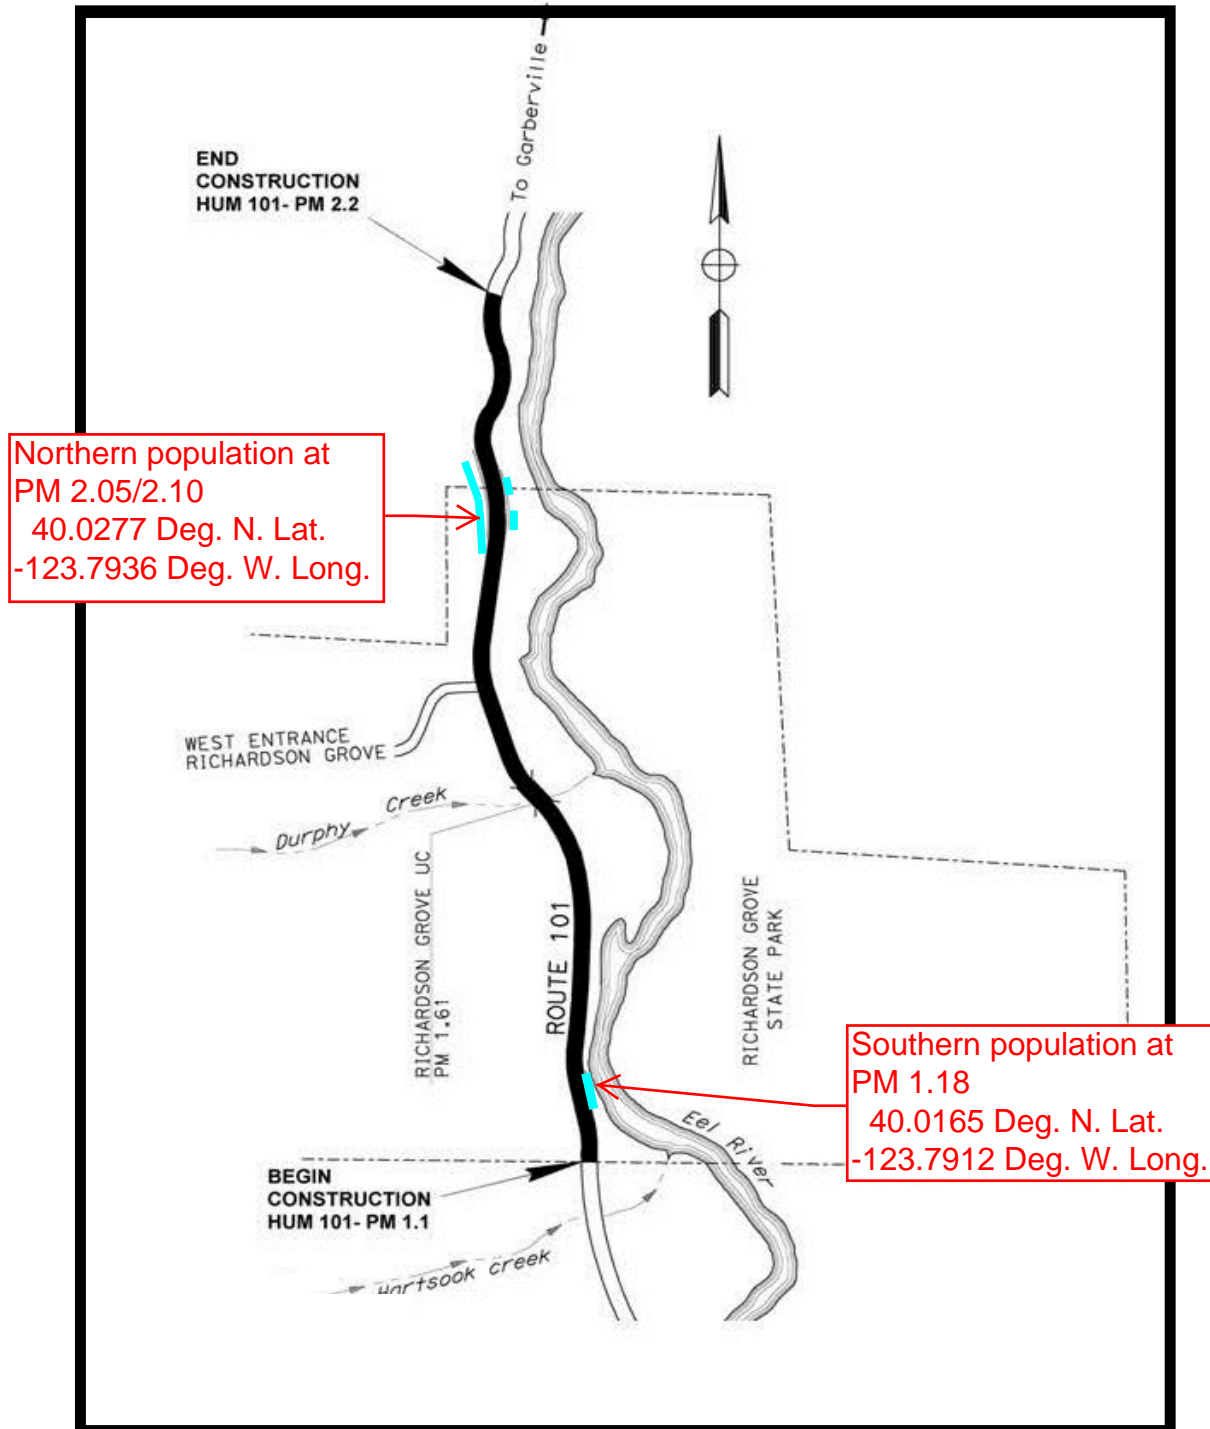 To Garberville
END
CONSTRUCTION
HUM 101- PM 2.2
Northern population at
PM 2.05/2.10
40.0277 Deg. N. Lat.
-123.7936 Deg. W. Long.
WEST ENTRANCE
RICHARDSON GROVE
Durphy Creek
RICHARDSON GROVE UC
PM 1.61
ROUTE 101
RICHARDSON GROVE
STATE PARK
Southern population at
PM 1.18
40.0165 Deg. N. Lat.
-123.7912 Deg. W. Long.
Eel River
BEGIN
CONSTRUCTION
HUM 101- PM 1.1
Hartsook creek